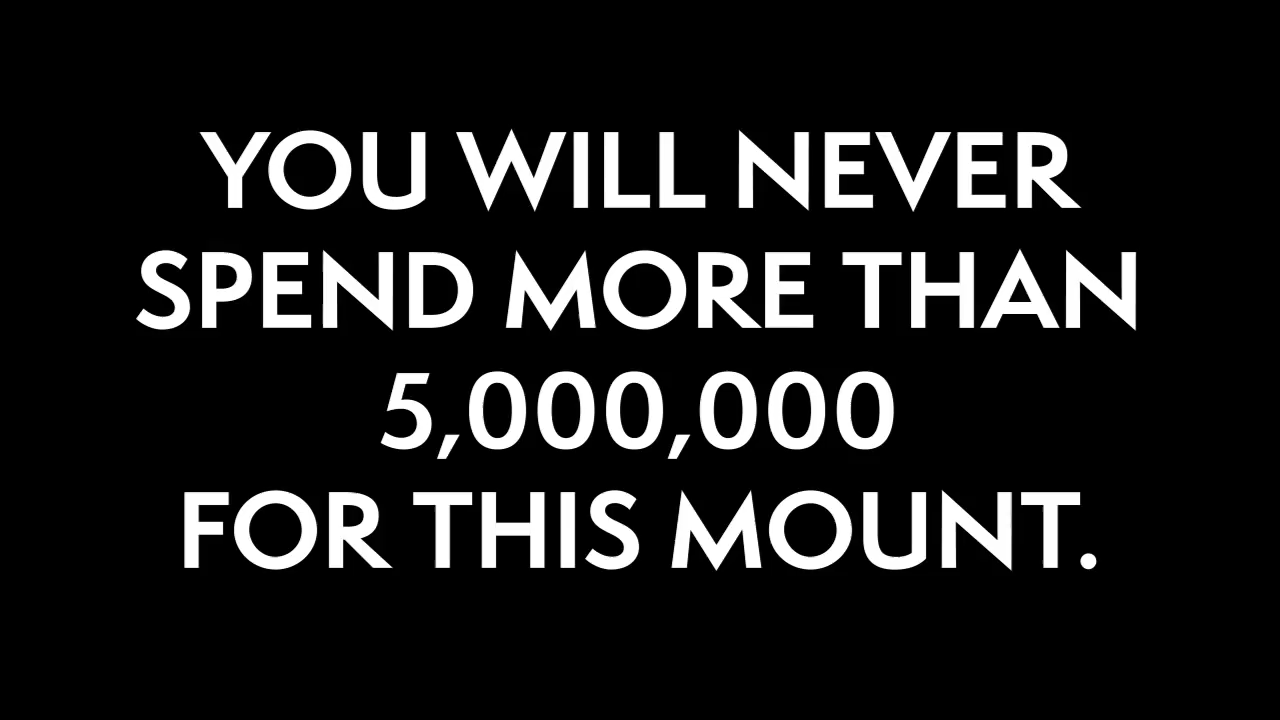 YOU WILL NEVER
SPEND MORE THAN
5,000,000
FOR THIS MOUNT.